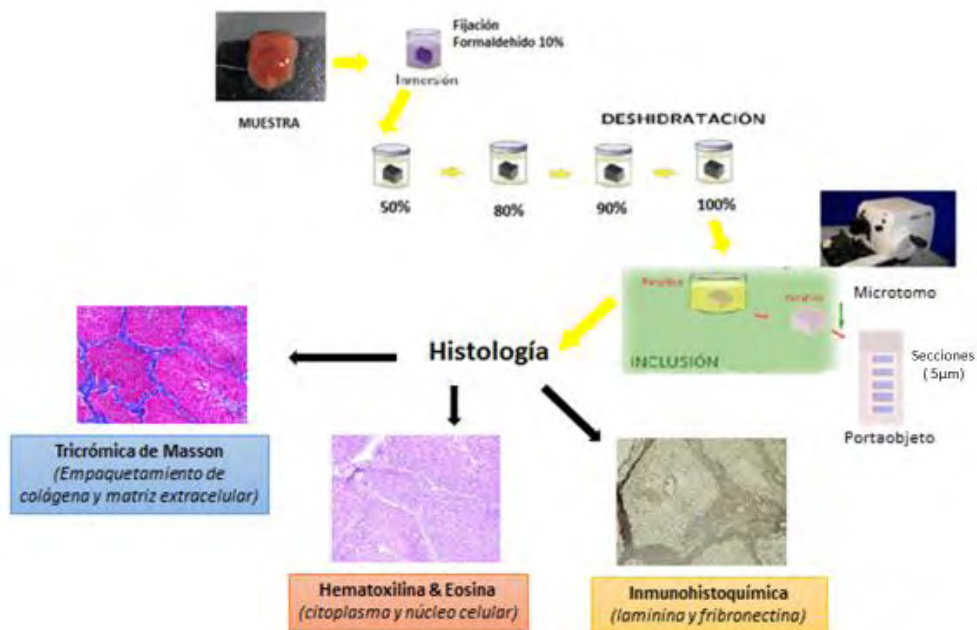 Fijación
Formaldehido 10%
Inmersión
MUESTRA
DESHIDRATACIÓN
50%
80%
90%
100%
Parafina
Microtomo
INCLUSIÓN
Secciones
( 5µm)
Portaobjeto
Histología
Tricrómica de Masson
(Empaquetamiento de
colágena y matriz extracelular)
Hematoxilina & Eosina
(citoplasma y núcleo celular)
Inmunohistoquímica
(laminina y fribronectina)